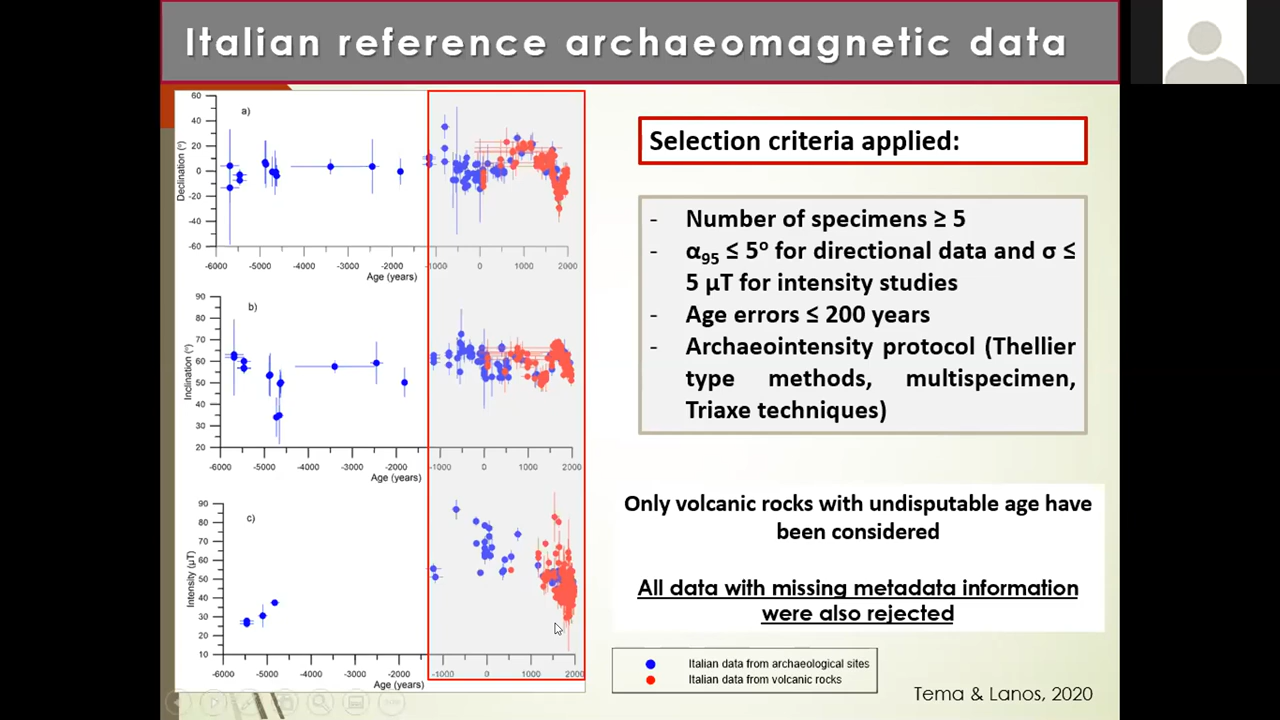 Italian reference archaeomagnetic data
a)
60
40
20
0
-20
-40
-60
Declination (°)
-6000 -5000 -4000 -3000 -2000 -1000 0 1000 2000
Age (years)
b)
90
80
70
60
50
40
30
20
Inclination (°)
-6000 -5000 -4000 -3000 -2000 -1000 0 1000 2000
Age (years)
c)
90
80
70
60
50
40
30
20
10
Intensity (µT)
-6000 -5000 -4000 -3000 -2000 -1000 0 1000 2000
Age (years)
Selection criteria applied:
- Number of specimens ≥ 5
- α95 ≤ 5º for directional data and σ ≤
5 µT for intensity studies
- Age errors ≤ 200 years
- Archaeointensity protocol (Thellier
type methods, multispecimen,
Triaxe techniques)
Only volcanic rocks with undisputable age have
been considered
All data with missing metadata information
were also rejected
Italian data from archaeological sites
Italian data from volcanic rocks
Tema & Lanos, 2020